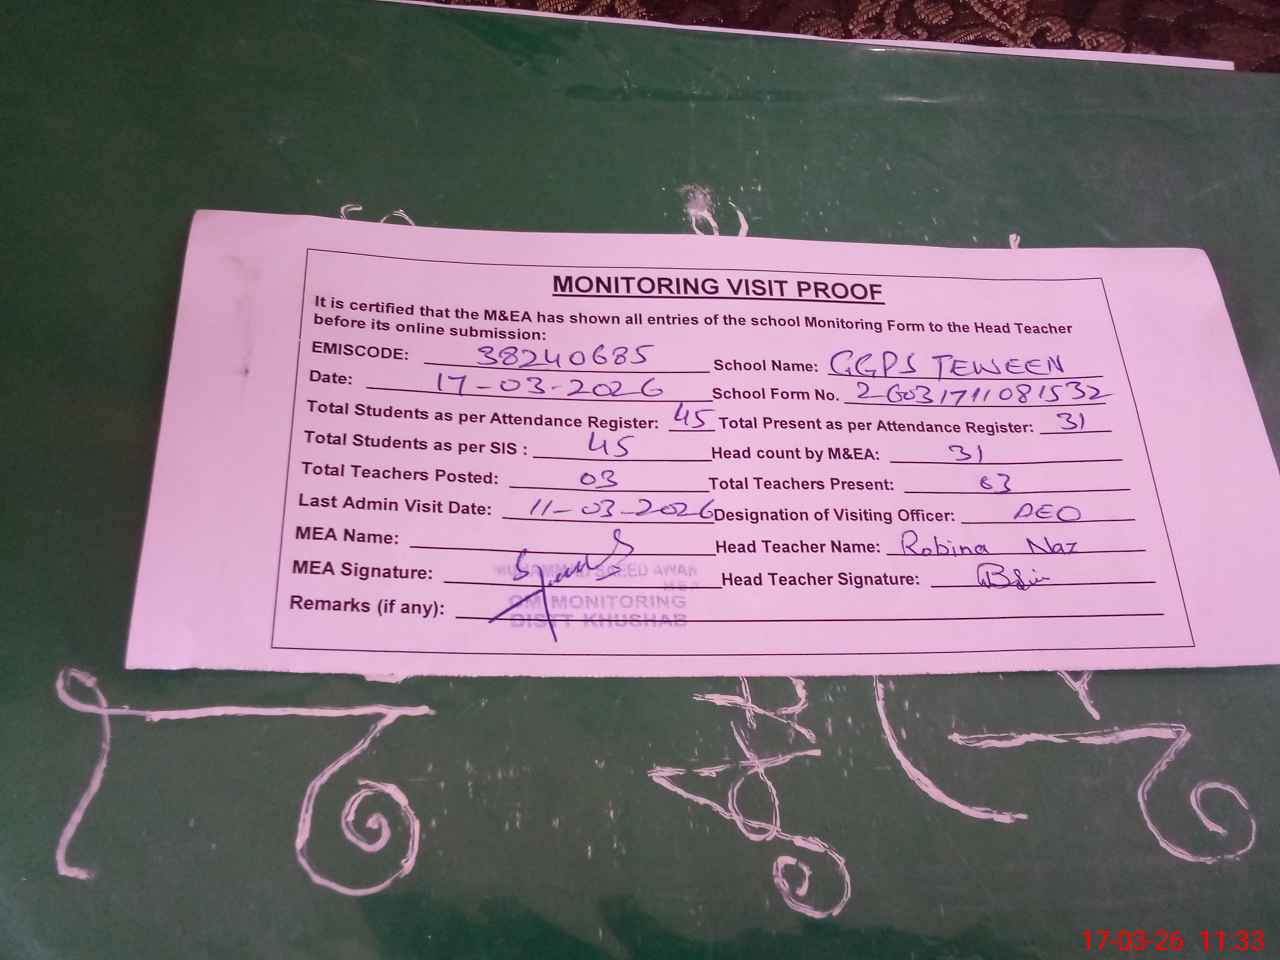 MONITORING VISIT PROOF
It is certified that the M&EA has shown all entries of the school Monitoring Form to the Head Teacher
before its online submission:
EMISCODE: 38240685 School Name: GGPS TEWEEN
Date: 17-03-2026 School Form No. 2603171108 1532
Total Students as per Attendance Register: 45 Total Present as per Attendance Register: 31
Total Students as per SIS : 45 Head count by M&EA: 31
Total Teachers Posted: 03 Total Teachers Present: 03
Last Admin Visit Date: 11-03-2026 Designation of Visiting Officer: AEO
MEA Name: Head Teacher Name: Robina Naz
MEA Signature: MUHAMMAD SAEED AWAN Head Teacher Signature:
Remarks (if any): MONITORING
DISTT KHUSHAB
17-03-26 11:33